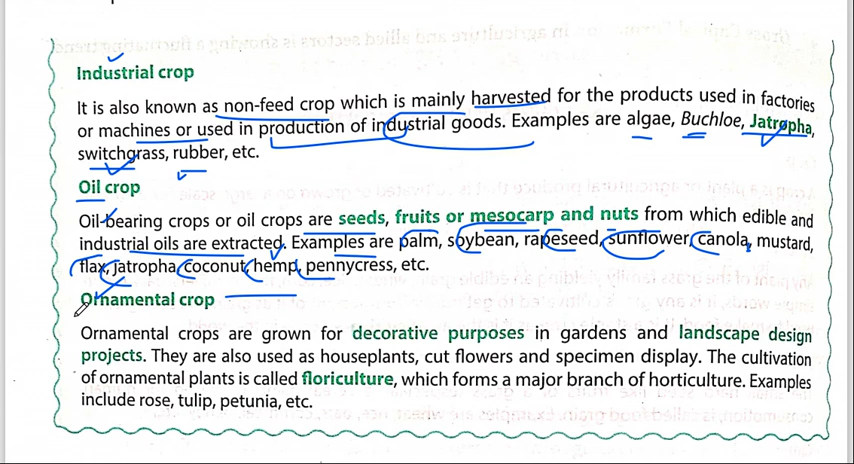 Industrial crop
It is also known as non-feed crop which is mainly harvested for the products used in factories
or machines or used in production of industrial goods. Examples are algae, Buchloe, Jatropha,
switchgrass, rubber, etc.
Oil crop
Oil-bearing crops or oil crops are seeds, fruits or mesocarp and nuts from which edible and
industrial oils are extracted. Examples are palm, soybean, rapeseed, sunflower, canola, mustard,
flax, jatropha, coconut, hemp, pennycress, etc.
Ornamental crop
Ornamental crops are grown for decorative purposes in gardens and landscape design
projects. They are also used as houseplants, cut flowers and specimen display. The cultivation
of ornamental plants is called floriculture, which forms a major branch of horticulture. Examples
include rose, tulip, petunia, etc.